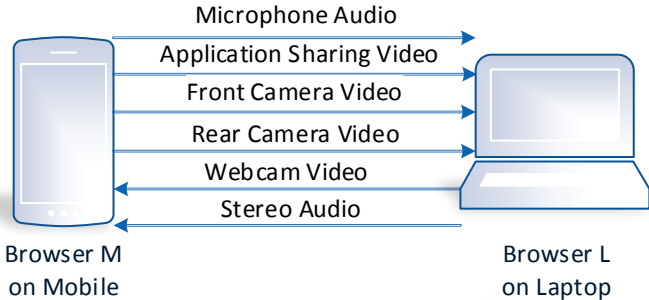 Microphone Audio
Application Sharing Video
Front Camera Video
Rear Camera Video
Webcam Video
Stereo Audio
Browser M
on Mobile
Browser L
on Laptop